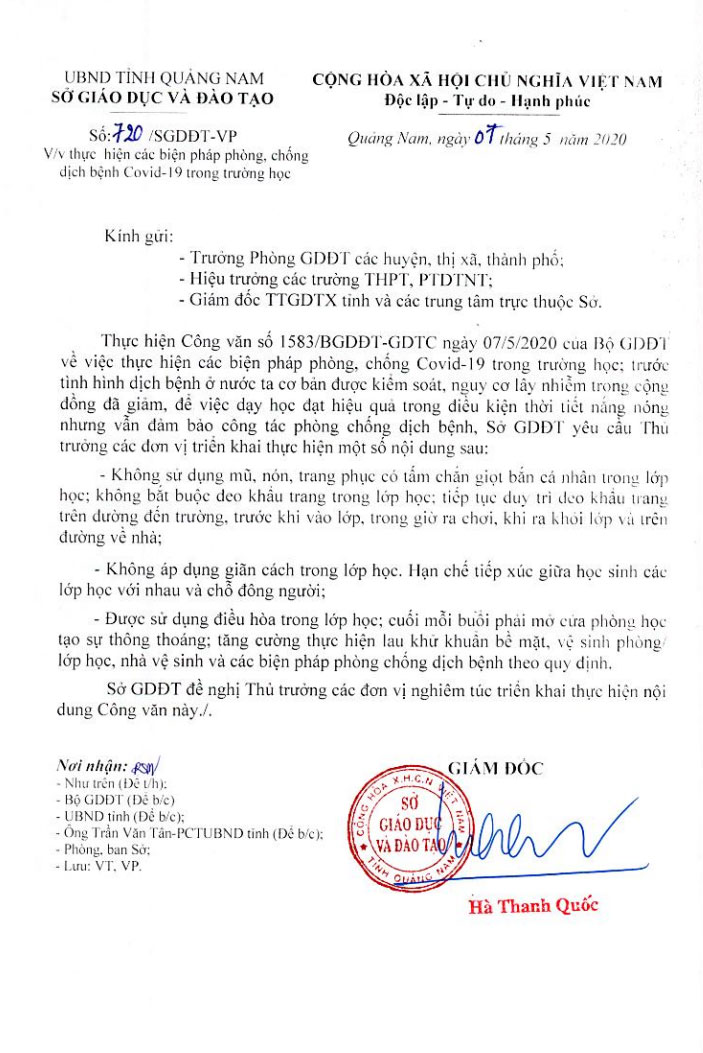 UBND TỈNH QUẢNG NAM
SỞ GIÁO DỤC VÀ ĐÀO TẠO
CỘNG HÒA XÃ HỘI CHỦ NGHĨA VIỆT NAM
Độc lập - Tự do - Hạnh phúc
Số: 720 /SGDĐT-VP
V/v thực hiện các biện pháp phòng, chống
dịch bệnh Covid-19 trong trường học
Quảng Nam, ngày 07 tháng 5 năm 2020
Kính gửi:
- Trưởng Phòng GDĐT các huyện, thị xã, thành phố;
- Hiệu trưởng các trường THPT, PTDTNT;
- Giám đốc TTGDTX tỉnh và các trung tâm trực thuộc Sở.
Thực hiện Công văn số 1583/BGDĐT-GDTC ngày 07/5/2020 của Bộ GDĐT
về việc thực hiện các biện pháp phòng, chống Covid-19 trong trường học; trước
tình hình dịch bệnh ở nước ta cơ bản được kiểm soát, nguy cơ lây nhiễm trong cộng
đồng đã giảm, để việc dạy học đạt hiệu quả trong điều kiện thời tiết nắng nóng
nhưng vẫn đảm bảo công tác phòng chống dịch bệnh, Sở GDĐT yêu cầu Thủ
trưởng các đơn vị triển khai thực hiện một số nội dung sau:
- Không sử dụng mũ, nón, trang phục có tấm chắn giọt bắn cá nhân trong lớp
học; không bắt buộc đeo khẩu trang trong lớp học; tiếp tục duy trì đeo khẩu trang
trên đường đến trường, trước khi vào lớp, trong giờ ra chơi, khi ra khỏi lớp và trên
đường về nhà;
- Không áp dụng giãn cách trong lớp học. Hạn chế tiếp xúc giữa học sinh các
lớp học với nhau và chỗ đông người;
- Được sử dụng điều hòa trong lớp học; cuối mỗi buổi phải mở cửa phòng học
tạo sự thông thoáng; tăng cường thực hiện lau khử khuẩn bề mặt, vệ sinh phòng/
lớp học, nhà vệ sinh và các biện pháp phòng chống dịch bệnh theo quy định.
Sở GDĐT đề nghị Thủ trưởng các đơn vị nghiêm túc triển khai thực hiện nội
dung Công văn này./.
Nơi nhận:
- Như trên (Để t/h);
- Bộ GDĐT (Để b/c)
- UBND tỉnh (Để b/c);
- Ông Trần Văn Tân-PCTUBND tỉnh (Để b/c);
- Phòng, ban Sở;
- Lưu: VT, VP.
GIÁM ĐỐC
CỘNG HÒA X.H.C.N VIỆT NAM
SỞ
GIÁO DỤC
VÀ ĐÀO TẠO
TỈNH QUẢNG NAM
Hà Thanh Quốc